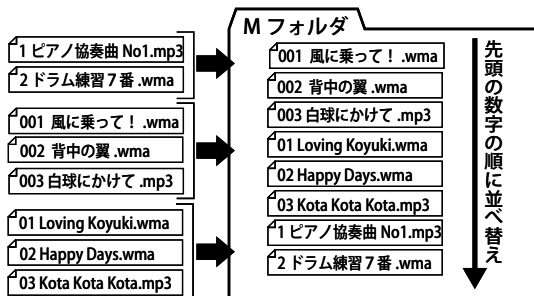 1 ピアノ協奏曲 No1.mp3
2 ドラム練習7番 .wma
001 風に乗って! .wma
002 背中の翼 .wma
003 白球にかけて .mp3
01 Loving Koyuki.wma
02 Happy Days.wma
03 Kota Kota Kota.mp3
M フォルダ
001 風に乗って! .wma
002 背中の翼 .wma
003 白球にかけて .mp3
01 Loving Koyuki.wma
02 Happy Days.wma
03 Kota Kota Kota.mp3
1 ピアノ協奏曲 No1.mp3
2 ドラム練習7番 .wma
先頭の数字の順に並べ替え